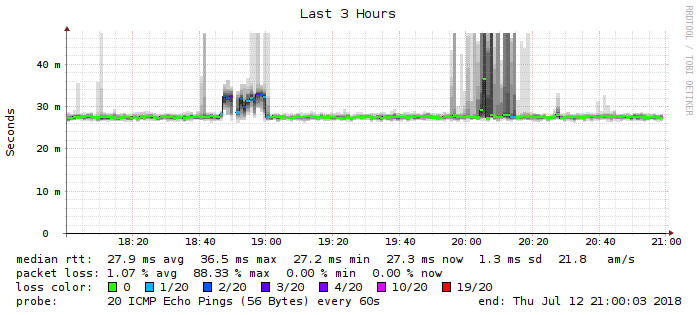 Last 3 Hours
RRDTOOL / TOBI OETIKER
Seconds
40 m
30 m
20 m
10 m
0
18:20 18:40 19:00 19:20 19:40 20:00 20:20 20:40 21:00
median rtt: 27.9 ms avg 36.5 ms max 27.2 ms min 27.3 ms now 1.3 ms sd 21.8 am/s
packet loss: 1.07 % avg 88.33 % max 0.00 % min 0.00 % now
loss color: 0 1/20 2/20 3/20 4/20 10/20 19/20
probe: 20 ICMP Echo Pings (56 Bytes) every 60s end: Thu Jul 12 21:00:03 2018